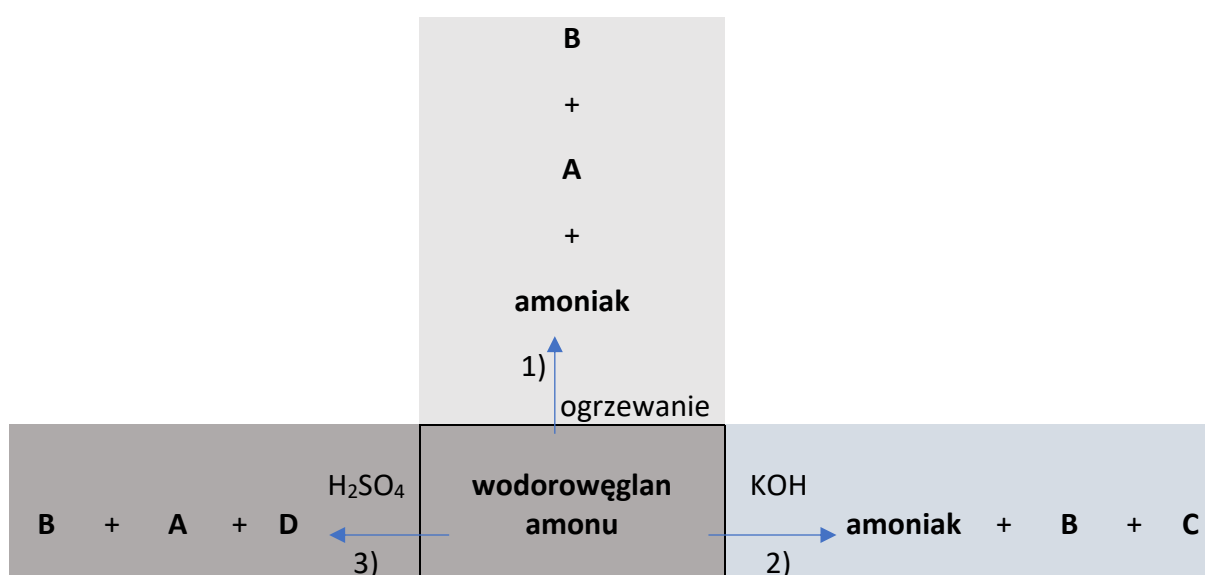 B
+
A
+
amoniak
1)
ogrzewanie
H₂SO₄ wodorowęglan KOH
B + A + D amonu amoniak + B + C
3) 2)